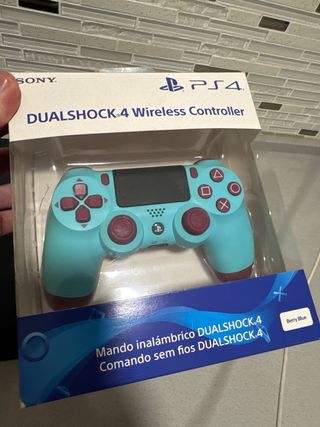 SONY
PS4
DUALSHOCK 4 Wireless Controller
Mando inalámbrico DUALSHOCK 4
Comando sem fios DUALSHOCK 4
Berry Blue